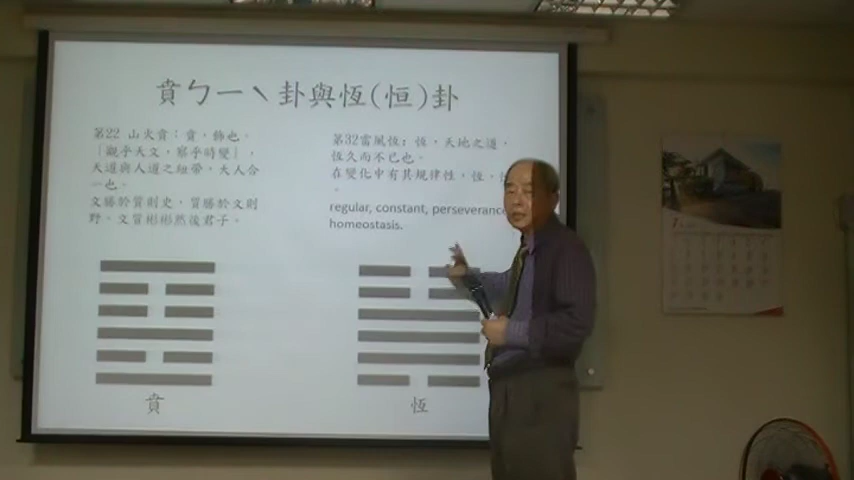 賁ㄅㄧˋ卦與恆(恒)卦
第22 山火賁：賁，飾也。
「觀乎天文，察乎時變」，
天道與人道之紐帶，大人合
一也。
文勝於質則史，質勝於文則
野。文質彬彬然後君子。
第32雷風恆：恆，天地之道，
恆久而不已也。
在變化中有其規律性，恆，
。
regular, constant, perseverance
homeostasis.
賁
恆